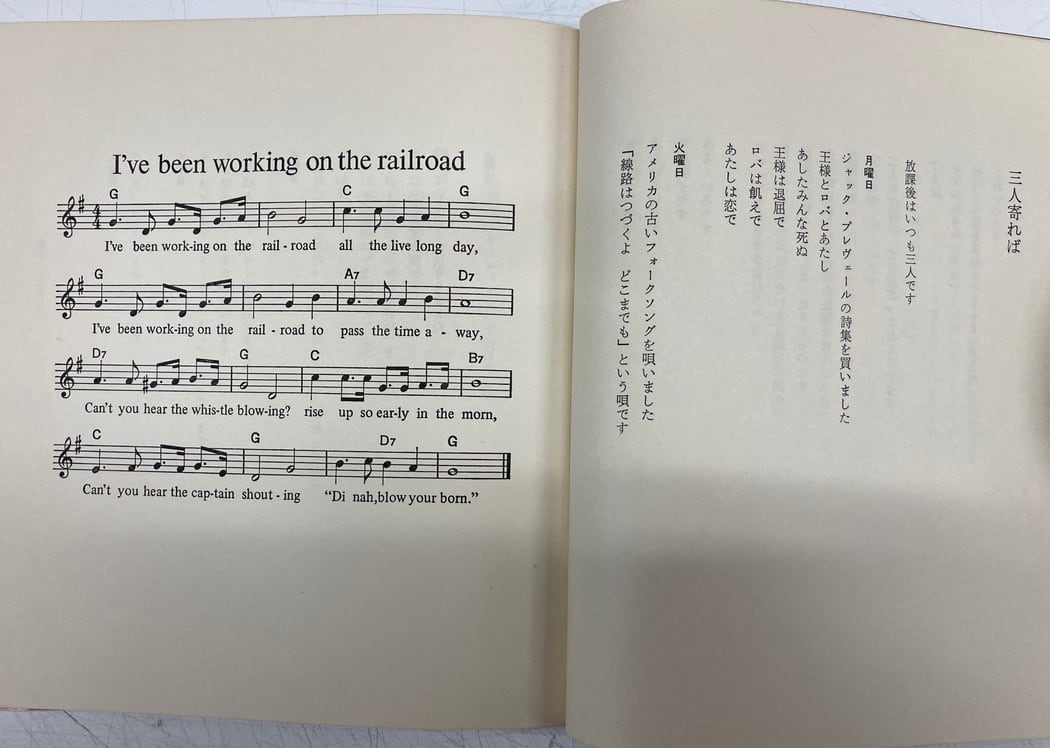 I've been working on the railroad
G C G
4
4
I've been work-ing on the rail - road all the live long day,
G A7 D7
I've been work-ing on the rail - road to pass the time a - way,
D7 G C B7
Can't you hear the whis-tle blow-ing? rise up so ear-ly in the morn,
C G D7 G
Can't you hear the cap-tain shout - ing “Di nah,blow your born.”
三人寄れば
放課後はいつも三人です
月曜日
ジャック・プレヴェールの詩集を買いました
王様とロバとあたし
あしたみんな死ぬ
王様は退屈で
ロバは飢えで
あたしは恋で
火曜日
アメリカの古いフォークソングを唄いました
「線路はつづくよ どこまでも」という唄です